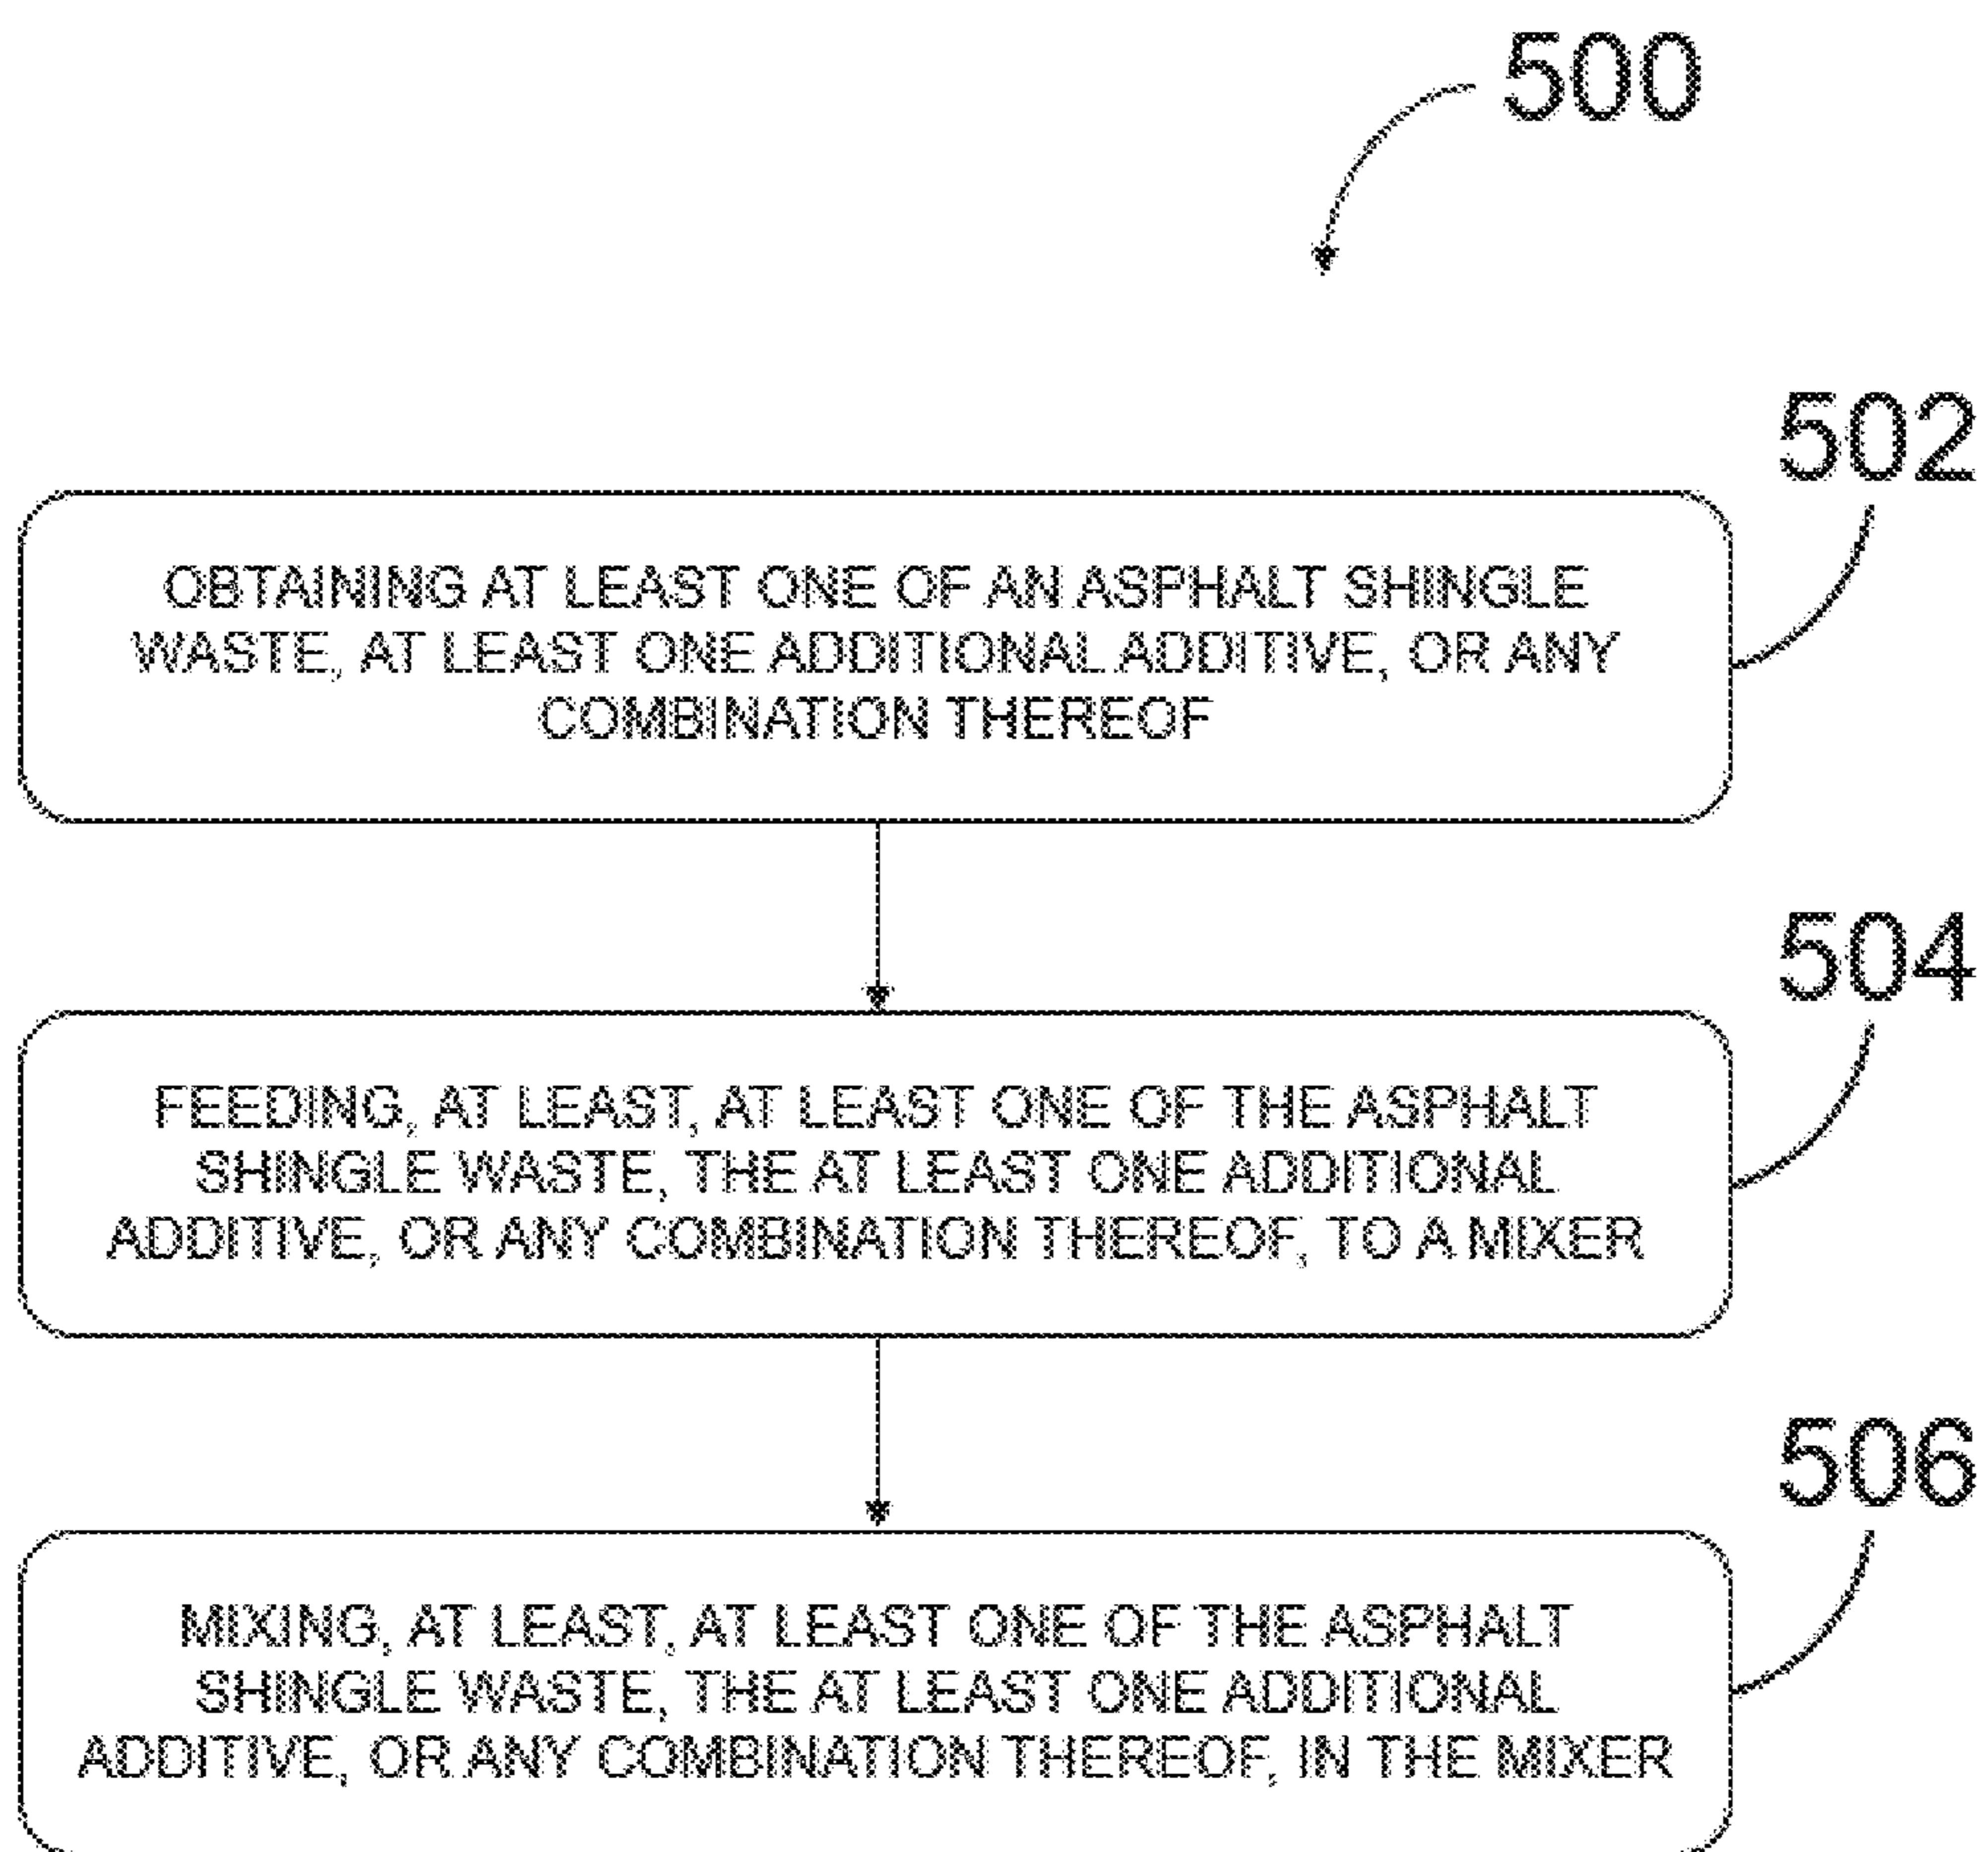 500
502
OBTAINING AT LEAST ONE OF AN ASPHALT SHINGLE
WASTE, AT LEAST ONE ADDITIONAL ADDITIVE, OR ANY
COMBINATION THEREOF
504
FEEDING, AT LEAST, AT LEAST ONE OF THE ASPHALT
SHINGLE WASTE, THE AT LEAST ONE ADDITIONAL
ADDITIVE, OR ANY COMBINATION THEREOF, TO A MIXER
506
MIXING, AT LEAST, AT LEAST ONE OF THE ASPHALT
SHINGLE WASTE, THE AT LEAST ONE ADDITIONAL
ADDITIVE, OR ANY COMBINATION THEREOF, IN THE MIXER